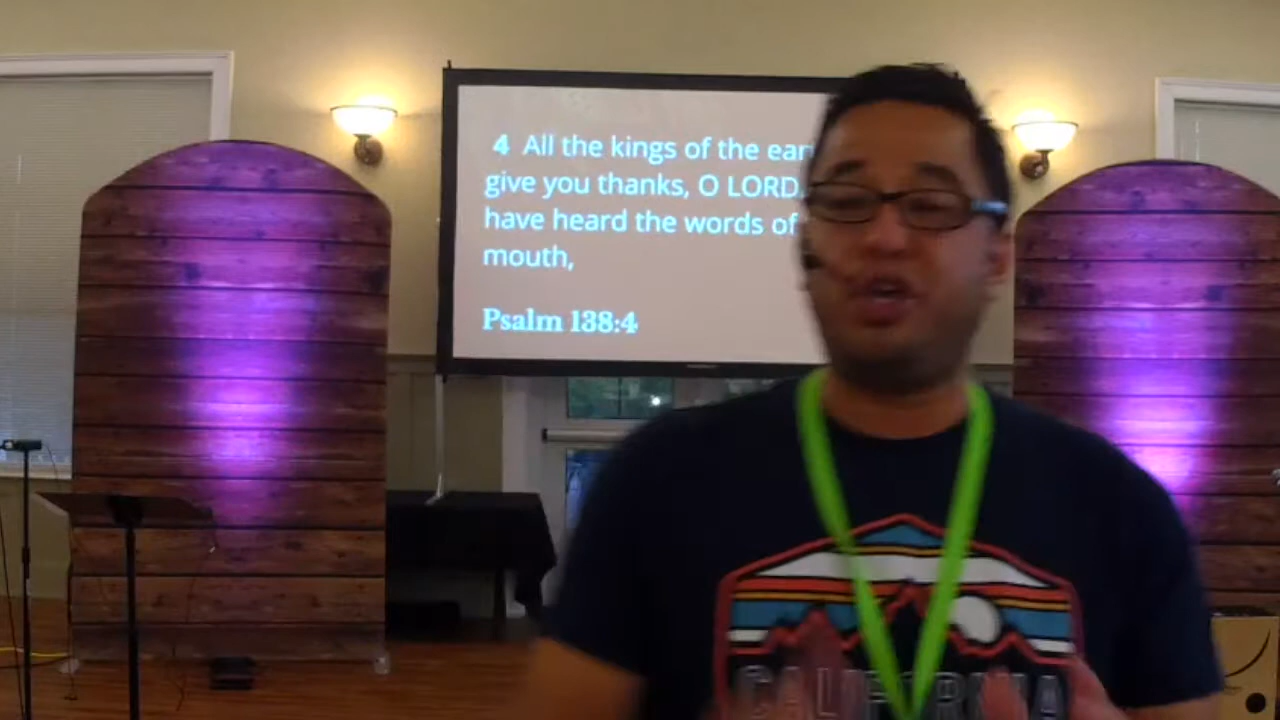 4 All the kings of the ear
give you thanks, O LORD,
have heard the words of
mouth,
Psalm 138:4
CALIFORNIA